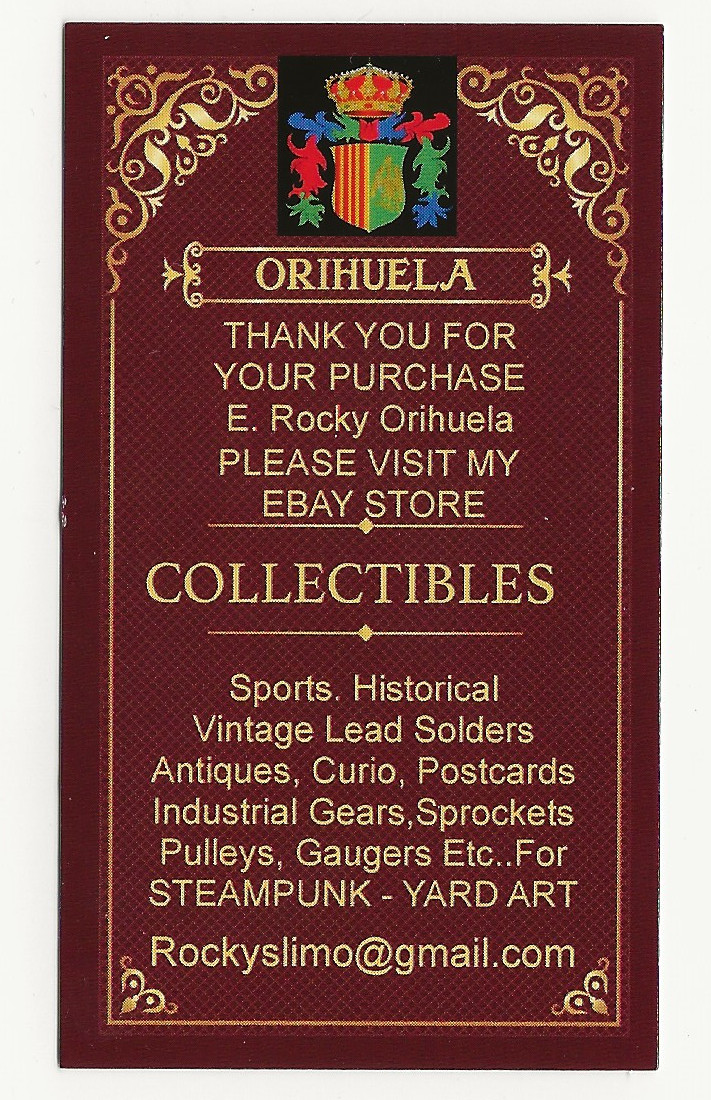 ORIHUELA
THANK YOU FOR
YOUR PURCHASE
E. Rocky Orihuela
PLEASE VISIT MY
EBAY STORE
COLLECTIBLES
Sports. Historical
Vintage Lead Solders
Antiques, Curio, Postcards
Industrial Gears,Sprockets
Pulleys, Gaugers Etc..For
STEAMPUNK - YARD ART
Rockyslimo@gmail.com